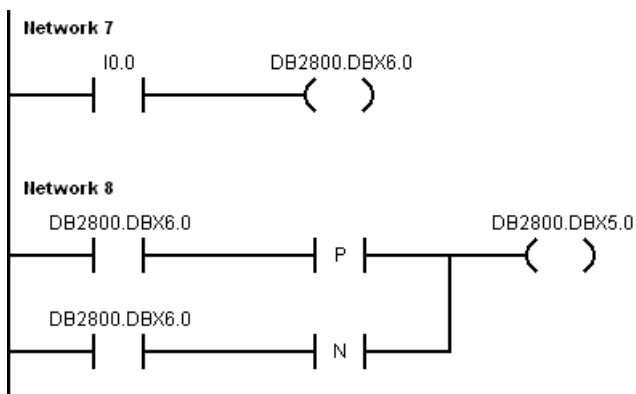 Network 7
I0.0 DB2800.DBX6.0
Network 8
DB2800.DBX6.0 DB2800.DBX5.0
P
DB2800.DBX6.0
N